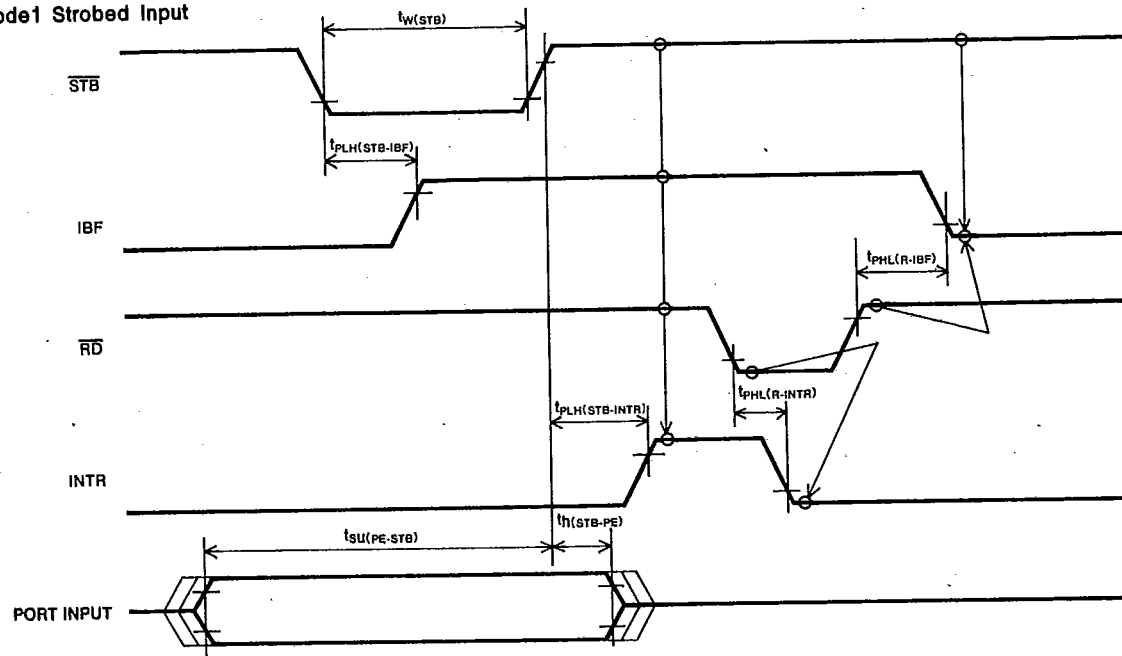 ode1 Strobed Input
tW(STB)
STB
tPLH(STB-IBF)
IBF
tPHL(R-IBF)
RD
tPHL(R-INTR)
tPLH(STB-INTR)
INTR
tSU(PE-STB)
th(STB-PE)
PORT INPUT